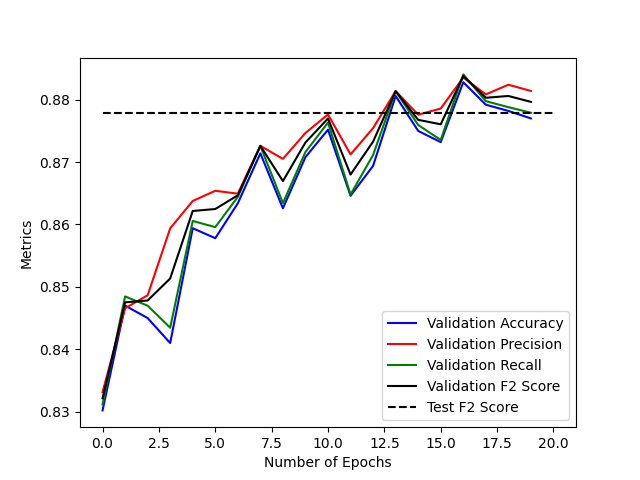 0.88
0.87
0.86
0.85
0.84
0.83
Metrics
0.0 2.5 5.0 7.5 10.0 12.5 15.0 17.5 20.0
Number of Epochs
Validation Accuracy
Validation Precision
Validation Recall
Validation F2 Score
Test F2 Score